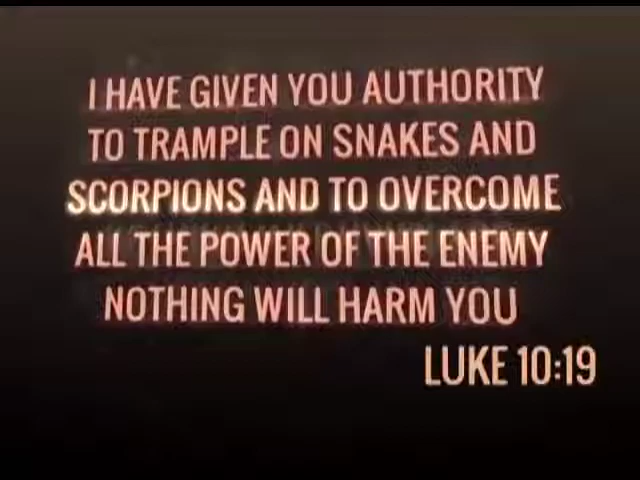 I HAVE GIVEN YOU AUTHORITY
TO TRAMPLE ON SNAKES AND
SCORPIONS AND TO OVERCOME
ALL THE POWER OF THE ENEMY
NOTHING WILL HARM YOU
LUKE 10:19